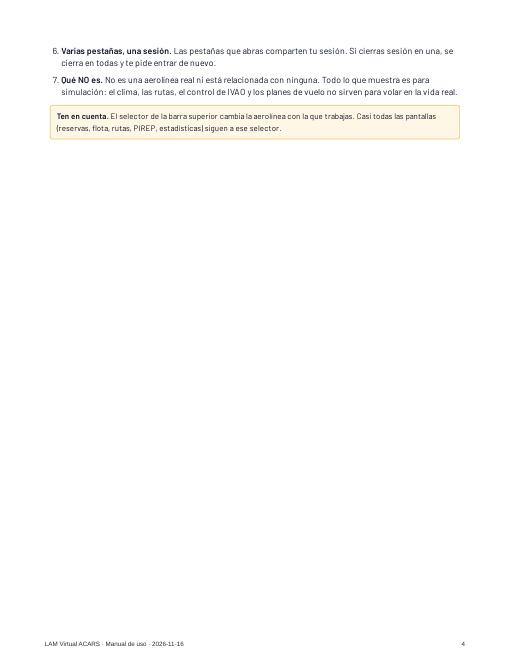 6. Varias pestañas, una sesión. Las pestañas que abras comparten tu sesión. Si cierras sesión en una, se
cierra en todas y te pide entrar de nuevo.
7. Qué NO es. No es una aerolínea real ni está relacionada con ninguna. Todo lo que muestra es para
simulación: el clima, las rutas, el control de IVAO y los planes de vuelo no sirven para volar en la vida real.
Ten en cuenta. El selector de la barra superior cambia la aerolínea con la que trabajas. Casi todas las pantallas
(reservas, flota, rutas, PIREP, estadísticas) siguen a ese selector.
LAM Virtual ACARS · Manual de uso · 2026-11-16
4